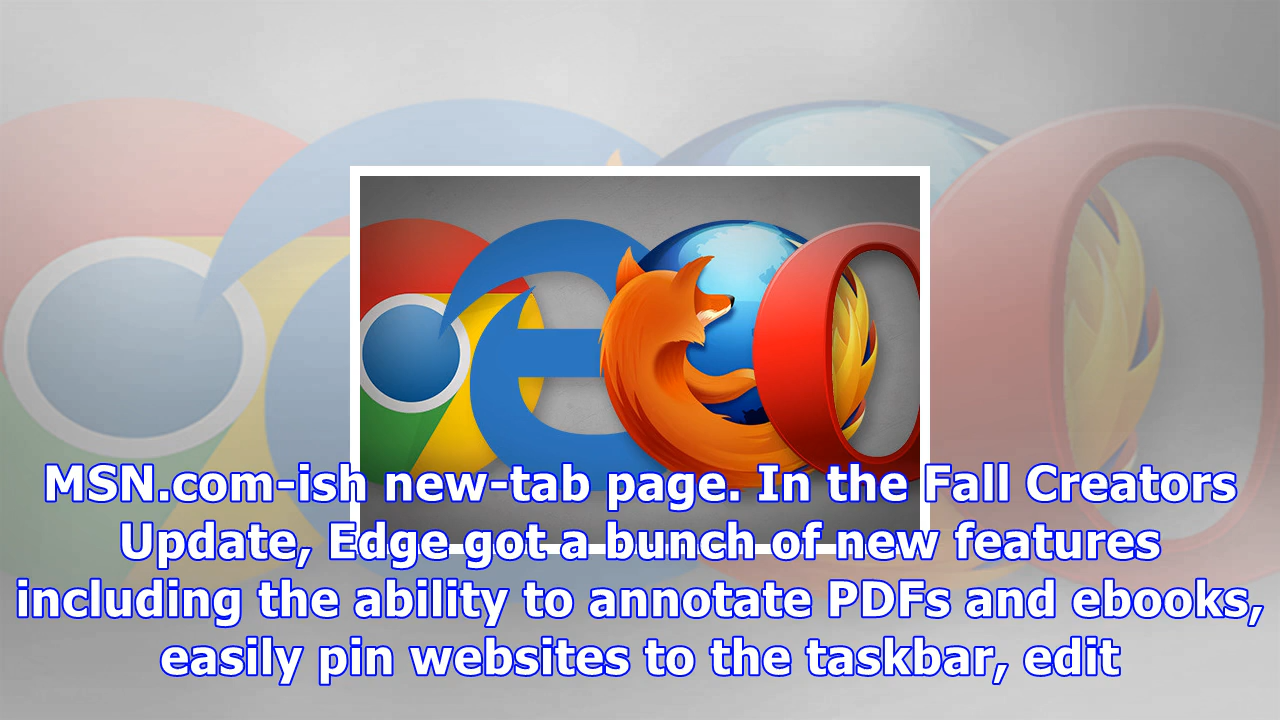 MSN.com-ish new-tab page. In the Fall Creators
Update, Edge got a bunch of new features
including the ability to annotate PDFs and ebooks,
easily pin websites to the taskbar, edit